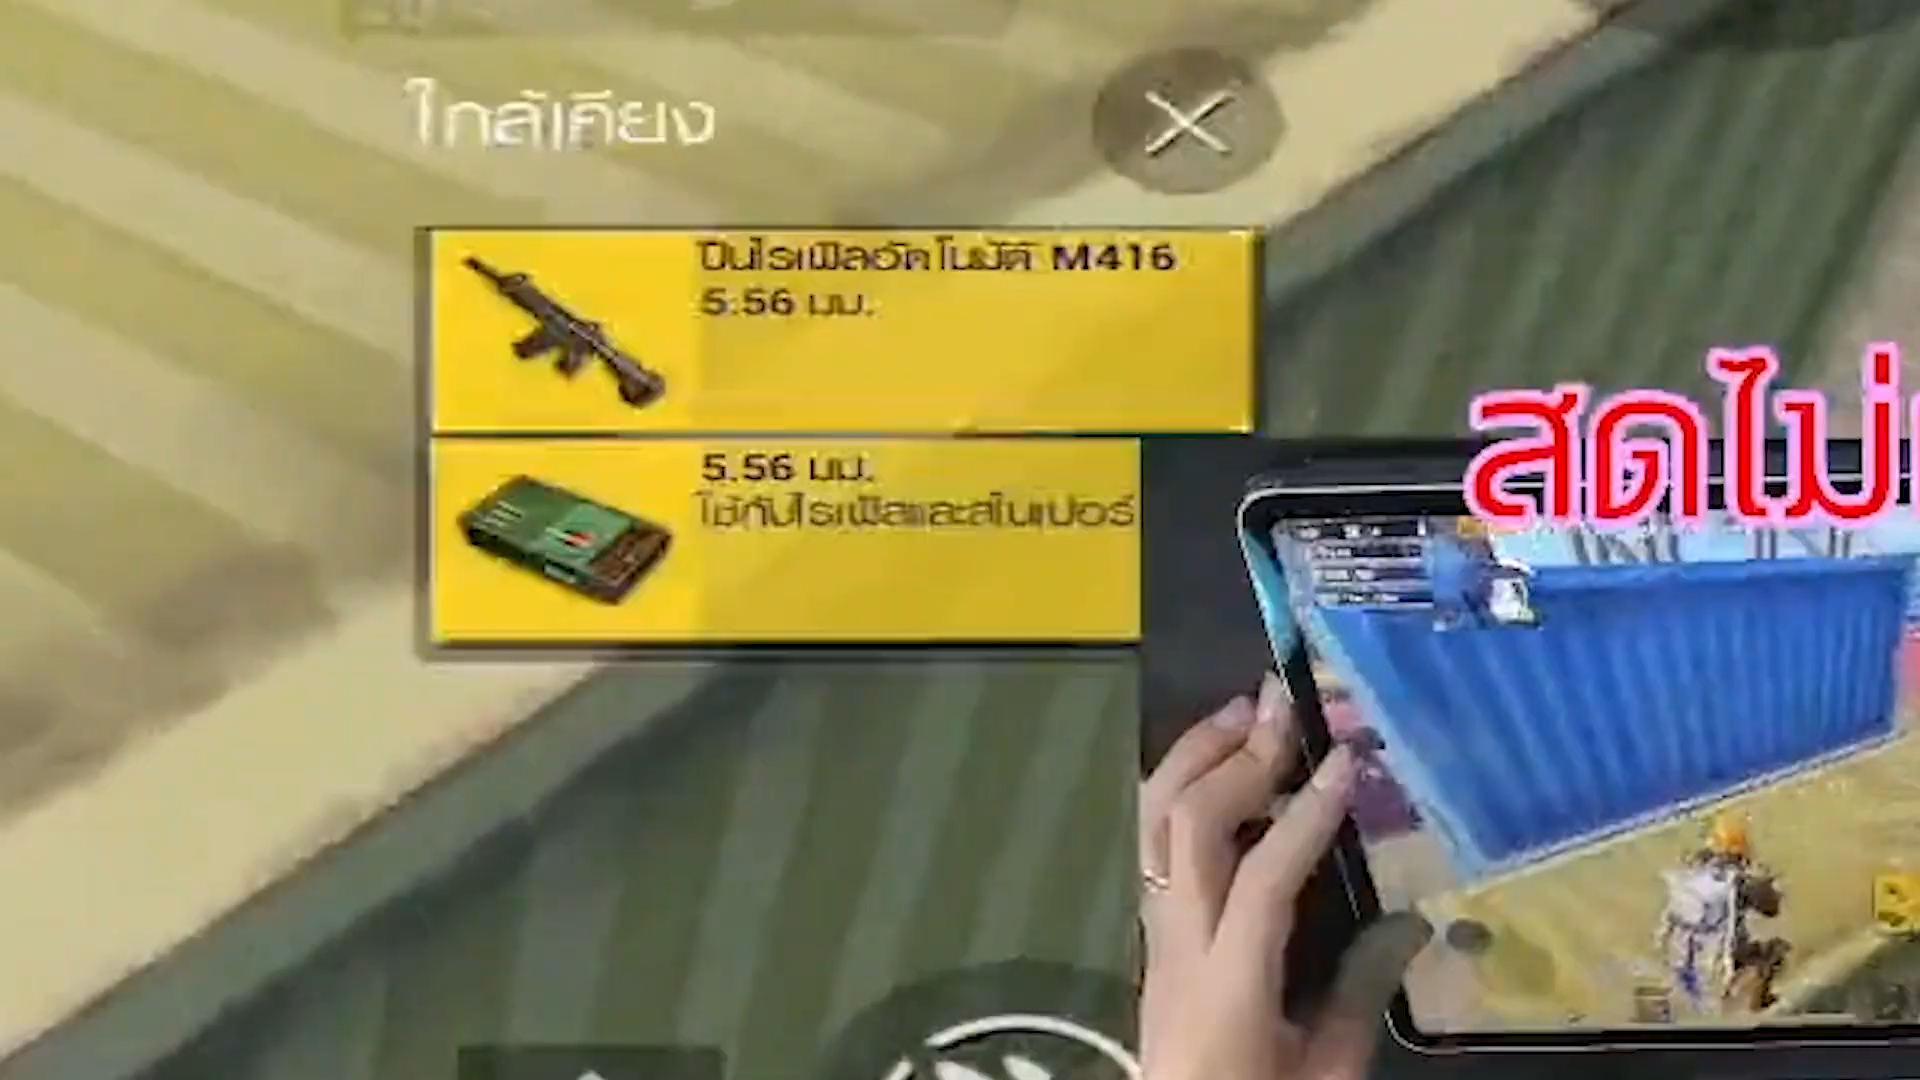 ใกล้เคียง
ปืนไรเฟิลอัตโนมัติ M416
5.56 มม.
5.56 มม.
ใช้กับไรเฟิลและสไนเปอร์
สดไม่